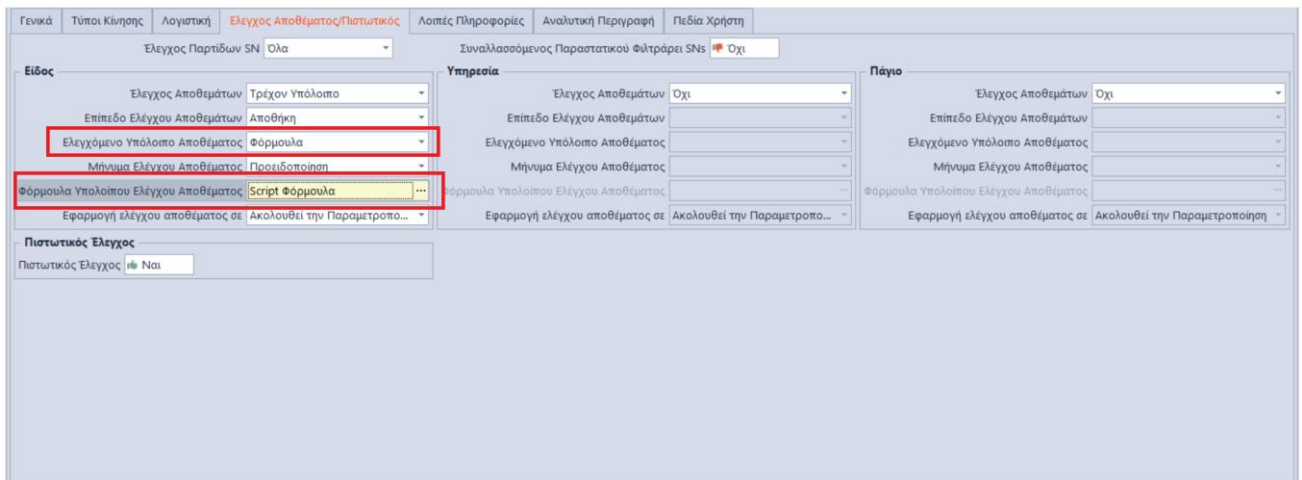 Γενικά Τύποι Κίνησης Λογιστική Έλεγχος Αποθέματος/Πιστωτικός Λοιπές Πληροφορίες Αναλυτική Περιγραφή Πεδία Χρήστη
Έλεγχος Παρτίδων SN Όλα Συναλλασσόμενος Παραστατικού Φιλτράρει SNs Όχι
Είδος Υπηρεσία Πάγιο
Έλεγχος Αποθεμάτων Τρέχον Υπόλοιπο Έλεγχος Αποθεμάτων Όχι Έλεγχος Αποθεμάτων Όχι
Επίπεδο Ελέγχου Αποθεμάτων Αποθήκη Επίπεδο Ελέγχου Αποθεμάτων Επίπεδο Ελέγχου Αποθεμάτων
Ελεγχόμενο Υπόλοιπο Αποθέματος Φόρμουλα Ελεγχόμενο Υπόλοιπο Αποθέματος Ελεγχόμενο Υπόλοιπο Αποθέματος
Μήνυμα Ελέγχου Αποθέματος Προειδοποίηση Μήνυμα Ελέγχου Αποθέματος Μήνυμα Ελέγχου Αποθέματος
Φόρμουλα Υπολοίπου Ελέγχου Αποθέματος Script Φόρμουλα ... Φόρμουλα Υπολοίπου Ελέγχου Αποθέματος ... Φόρμουλα Υπολοίπου Ελέγχου Αποθέματος ...
Εφαρμογή ελέγχου αποθέματος σε Ακολουθεί την Παραμετροπο... Εφαρμογή ελέγχου αποθέματος σε Ακολουθεί την Παραμετροπο... Εφαρμογή ελέγχου αποθέματος σε Ακολουθεί την Παραμετροποίηση
Πιστωτικός Έλεγχος
Πιστωτικός Έλεγχος Ναι